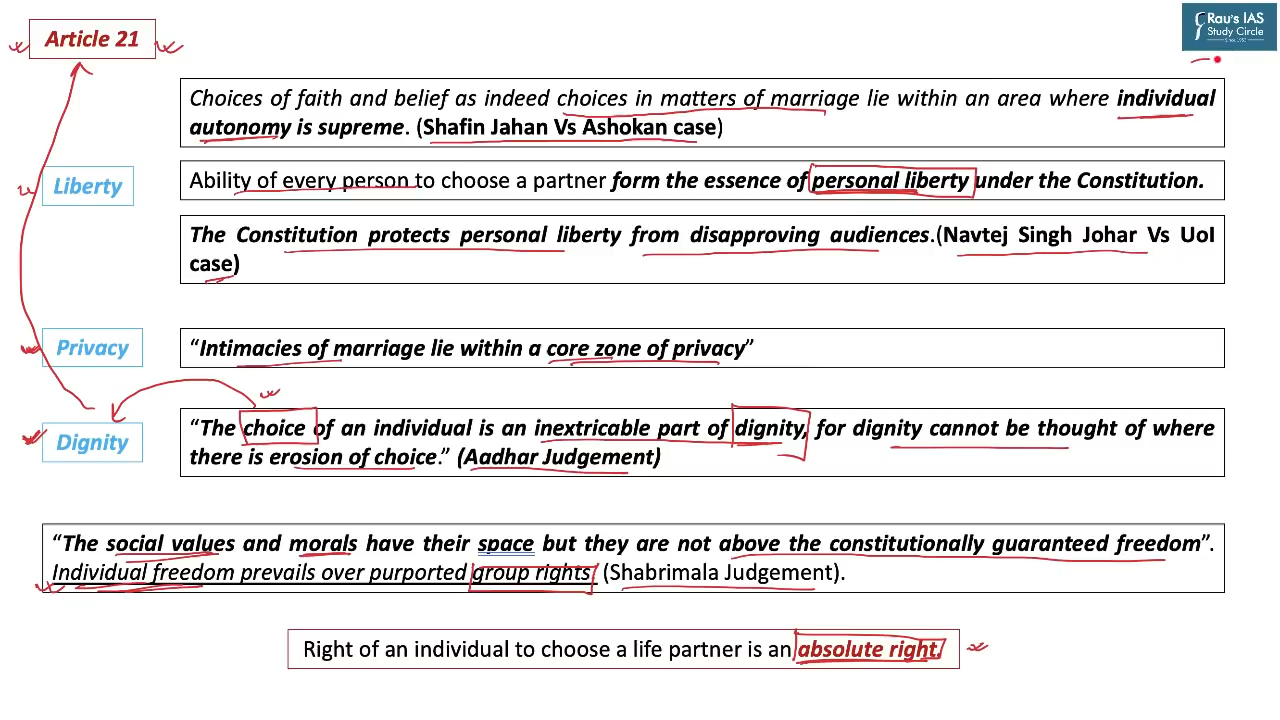 Article 21
Rau's IAS
Study Circle
Since 1953
Choices of faith and belief as indeed choices in matters of marriage lie within an area where individual
autonomy is supreme. (Shafin Jahan Vs Ashokan case)
Liberty
Ability of every person to choose a partner form the essence of personal liberty under the Constitution.
The Constitution protects personal liberty from disapproving audiences.(Navtej Singh Johar Vs UoI
case)
Privacy
“Intimacies of marriage lie within a core zone of privacy”
Dignity
“The choice of an individual is an inextricable part of dignity, for dignity cannot be thought of where
there is erosion of choice.” (Aadhar Judgement)
“The social values and morals have their space but they are not above the constitutionally guaranteed freedom”.
Individual freedom prevails over purported group rights (Shabrimala Judgement).
Right of an individual to choose a life partner is an absolute right.